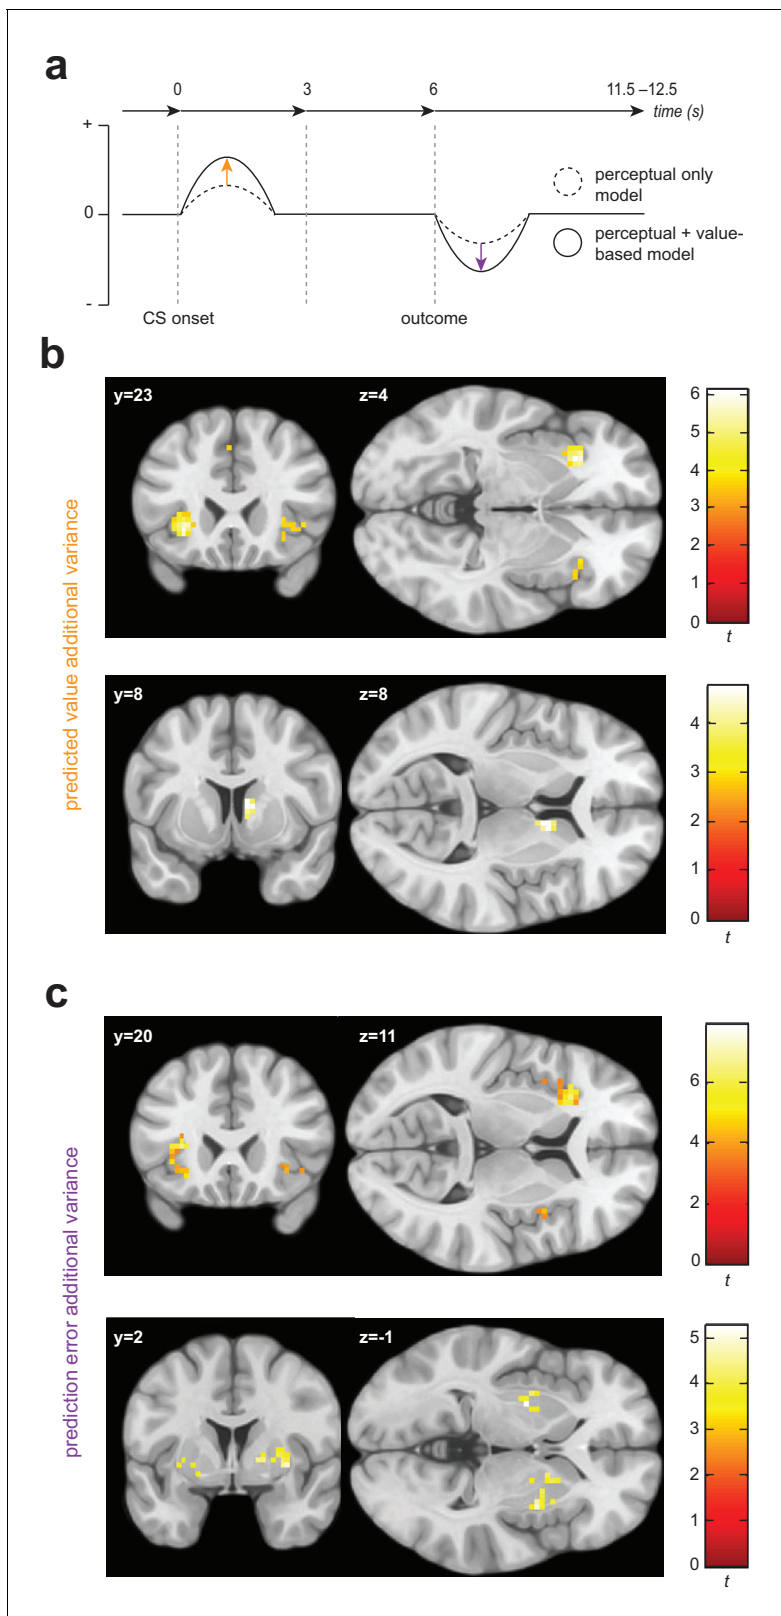 a
0 3 6 11.5 –12.5
time (s)
+
0
-
perceptual only
model
perceptual + value-
based model
CS onset outcome
b
predicted value additional variance
y=23 z=4
6
5
4
3
2
1
0
t
y=8 z=8
4
3
2
1
0
t
c
prediction error additional variance
y=20 z=11
6
4
2
0
t
y=2 z=-1
5
4
3
2
1
0
t